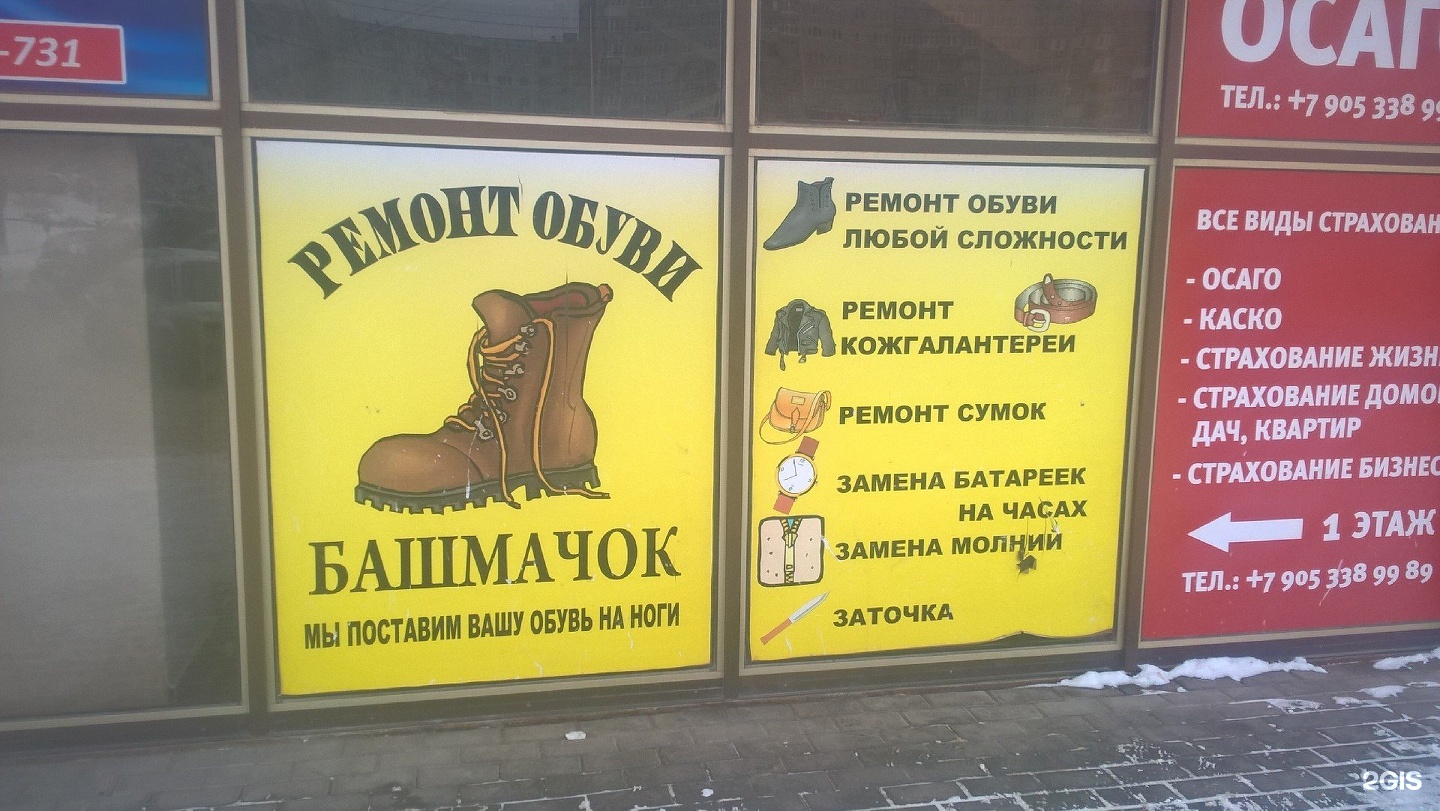 -731
РЕМОНТ ОБУВИ
БАШМАЧОК
МЫ ПОСТАВИМ ВАШУ ОБУВЬ НА НОГИ
РЕМОНТ ОБУВИ
ЛЮБОЙ СЛОЖНОСТИ
РЕМОНТ
КОЖГАЛАНТЕРЕИ
РЕМОНТ СУМОК
ЗАМЕНА БАТАРЕЕК
НА ЧАСАХ
ЗАМЕНА МОЛНИЙ
ЗАТОЧКА
ОСАГ
ТЕЛ.: +7 905 338 99
ВСЕ ВИДЫ СТРАХОВАН
- ОСАГО
- КАСКО
- СТРАХОВАНИЕ ЖИЗН
- СТРАХОВАНИЕ ДОМО
ДАЧ, КВАРТИР
- СТРАХОВАНИЕ БИЗНЕС
1 ЭТАЖ
ТЕЛ.: +7 905 338 99 89
2GIS